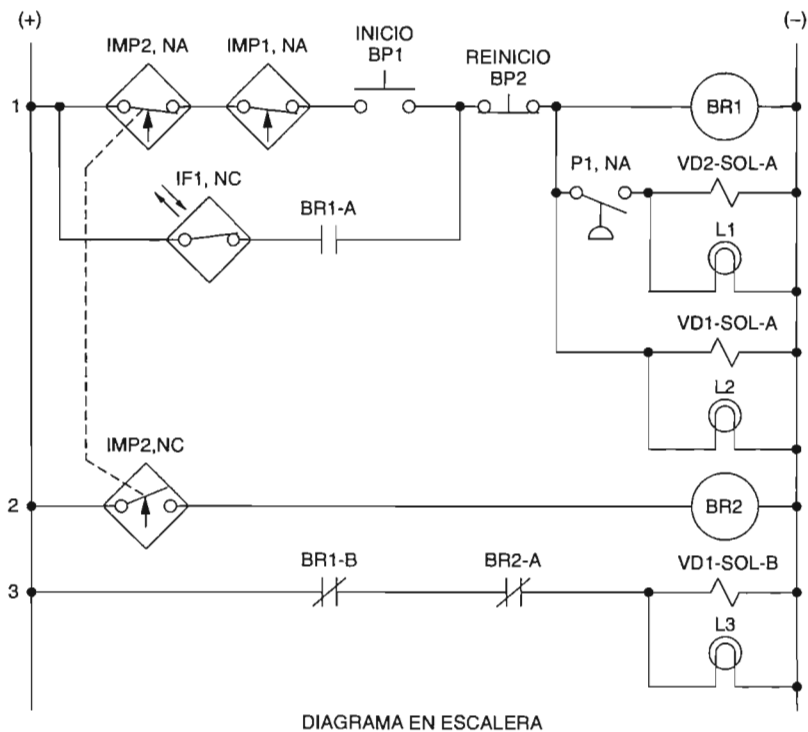 (+)
(−)
IMP2, NA
IMP1, NA
INICIO
BP1
REINICIO
BP2
1
BR1
P1, NA
VD2-SOL-A
IF1, NC
BR1-A
L1
VD1-SOL-A
L2
IMP2,NC
2
BR2
BR1-B
BR2-A
VD1-SOL-B
3
L3
DIAGRAMA EN ESCALERA